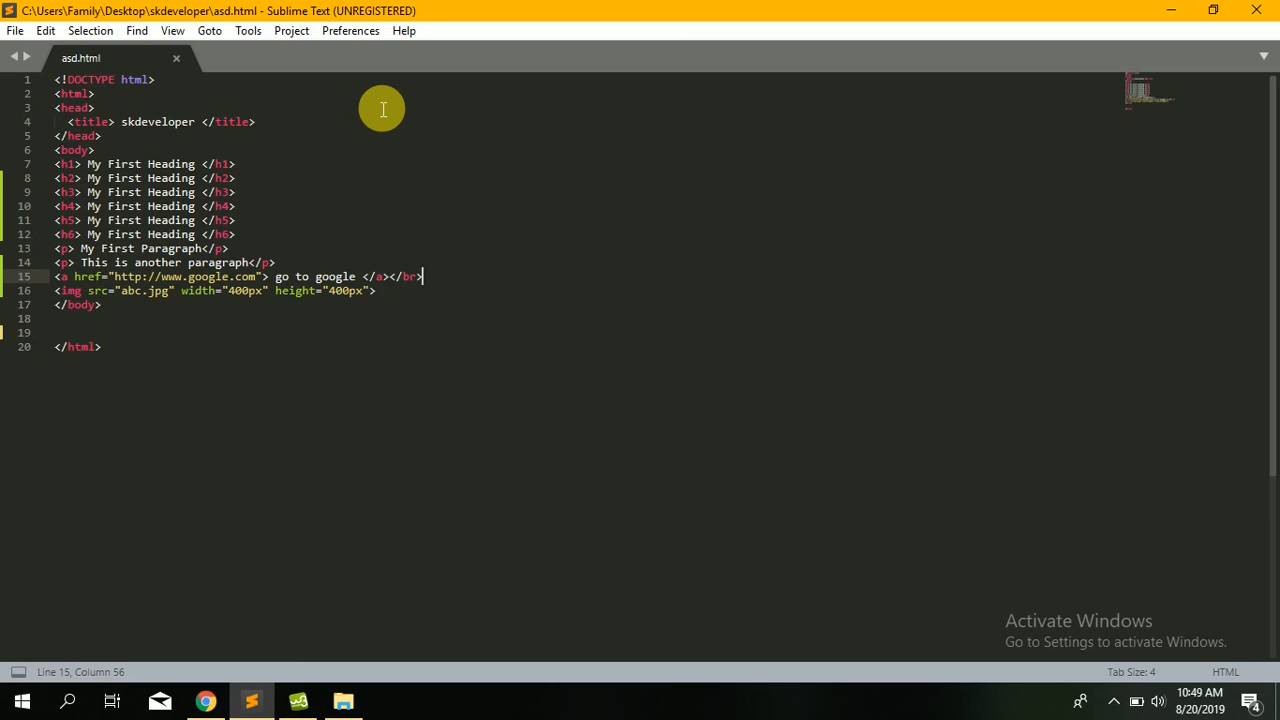 C:\Users\Family\Desktop\skdeveloper\asd.html - Sublime Text (UNREGISTERED)
File Edit Selection Find View Goto Tools Project Preferences Help
asd.html
1 <!DOCTYPE html>
2 <html>
3 <head>
4 <title> skdeveloper </title>
5 </head>
6 <body>
7 <h1> My First Heading </h1>
8 <h2> My First Heading </h2>
9 <h3> My First Heading </h3>
10 <h4> My First Heading </h4>
11 <h5> My First Heading </h5>
12 <h6> My First Heading </h6>
13 <p> My First Paragraph</p>
14 <p> This is another paragraph</p>
15 <a href="http://www.google.com"> go to google </a></br>
16 <img src="abc.jpg" width="400px" height="400px">
17 </body>
18
19
20 </html>
Activate Windows
Go to Settings to activate Windows.
Line 15, Column 56 Tab Size: 4 HTML
10:49 AM
8/20/2019
4